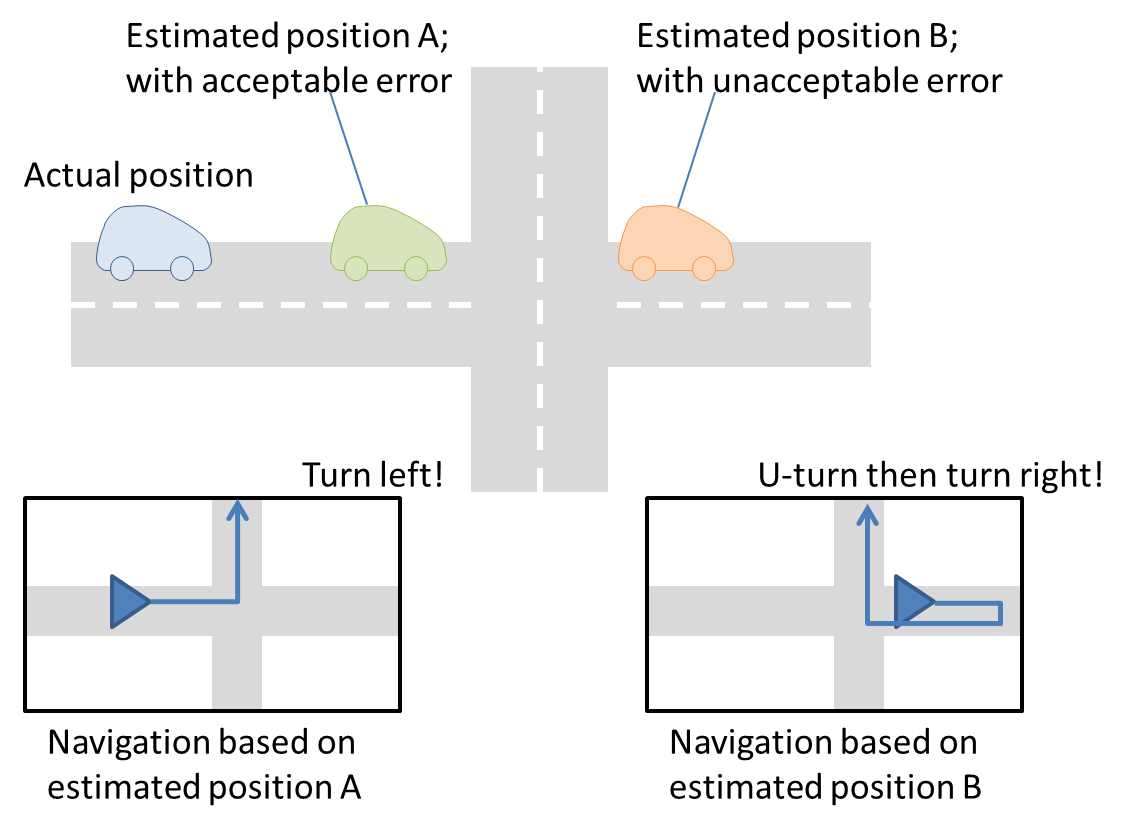 Estimated position A;
with acceptable error
Estimated position B;
with unacceptable error
Actual position
Turn left!
Navigation based on
estimated position A
U-turn then turn right!
Navigation based on
estimated position B